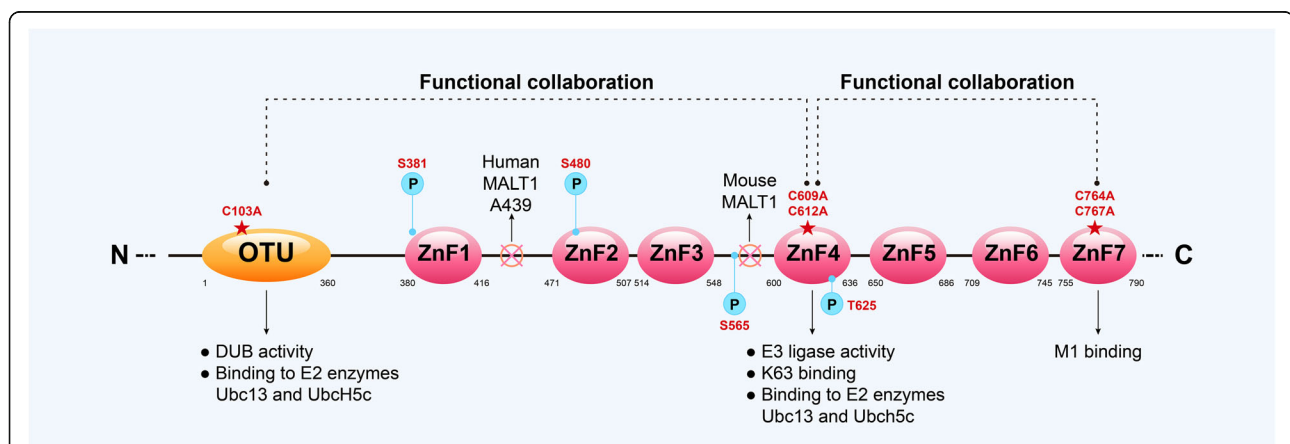 Functional collaboration
Functional collaboration
S381
P
Human
MALT1
A439
S480
P
Mouse
MALT1
C609A
C612A
C764A
C767A
C103A
N
OTU
ZnF1
ZnF2
ZnF3
ZnF4
ZnF5
ZnF6
ZnF7
C
1
360
380
416
471
507
514
548
600
636
650
686
709
745
755
790
P
S565
P
T625
● DUB activity
● Binding to E2 enzymes
Ubc13 and UbcH5c
● E3 ligase activity
● K63 binding
● Binding to E2 enzymes
Ubc13 and Ubch5c
M1 binding